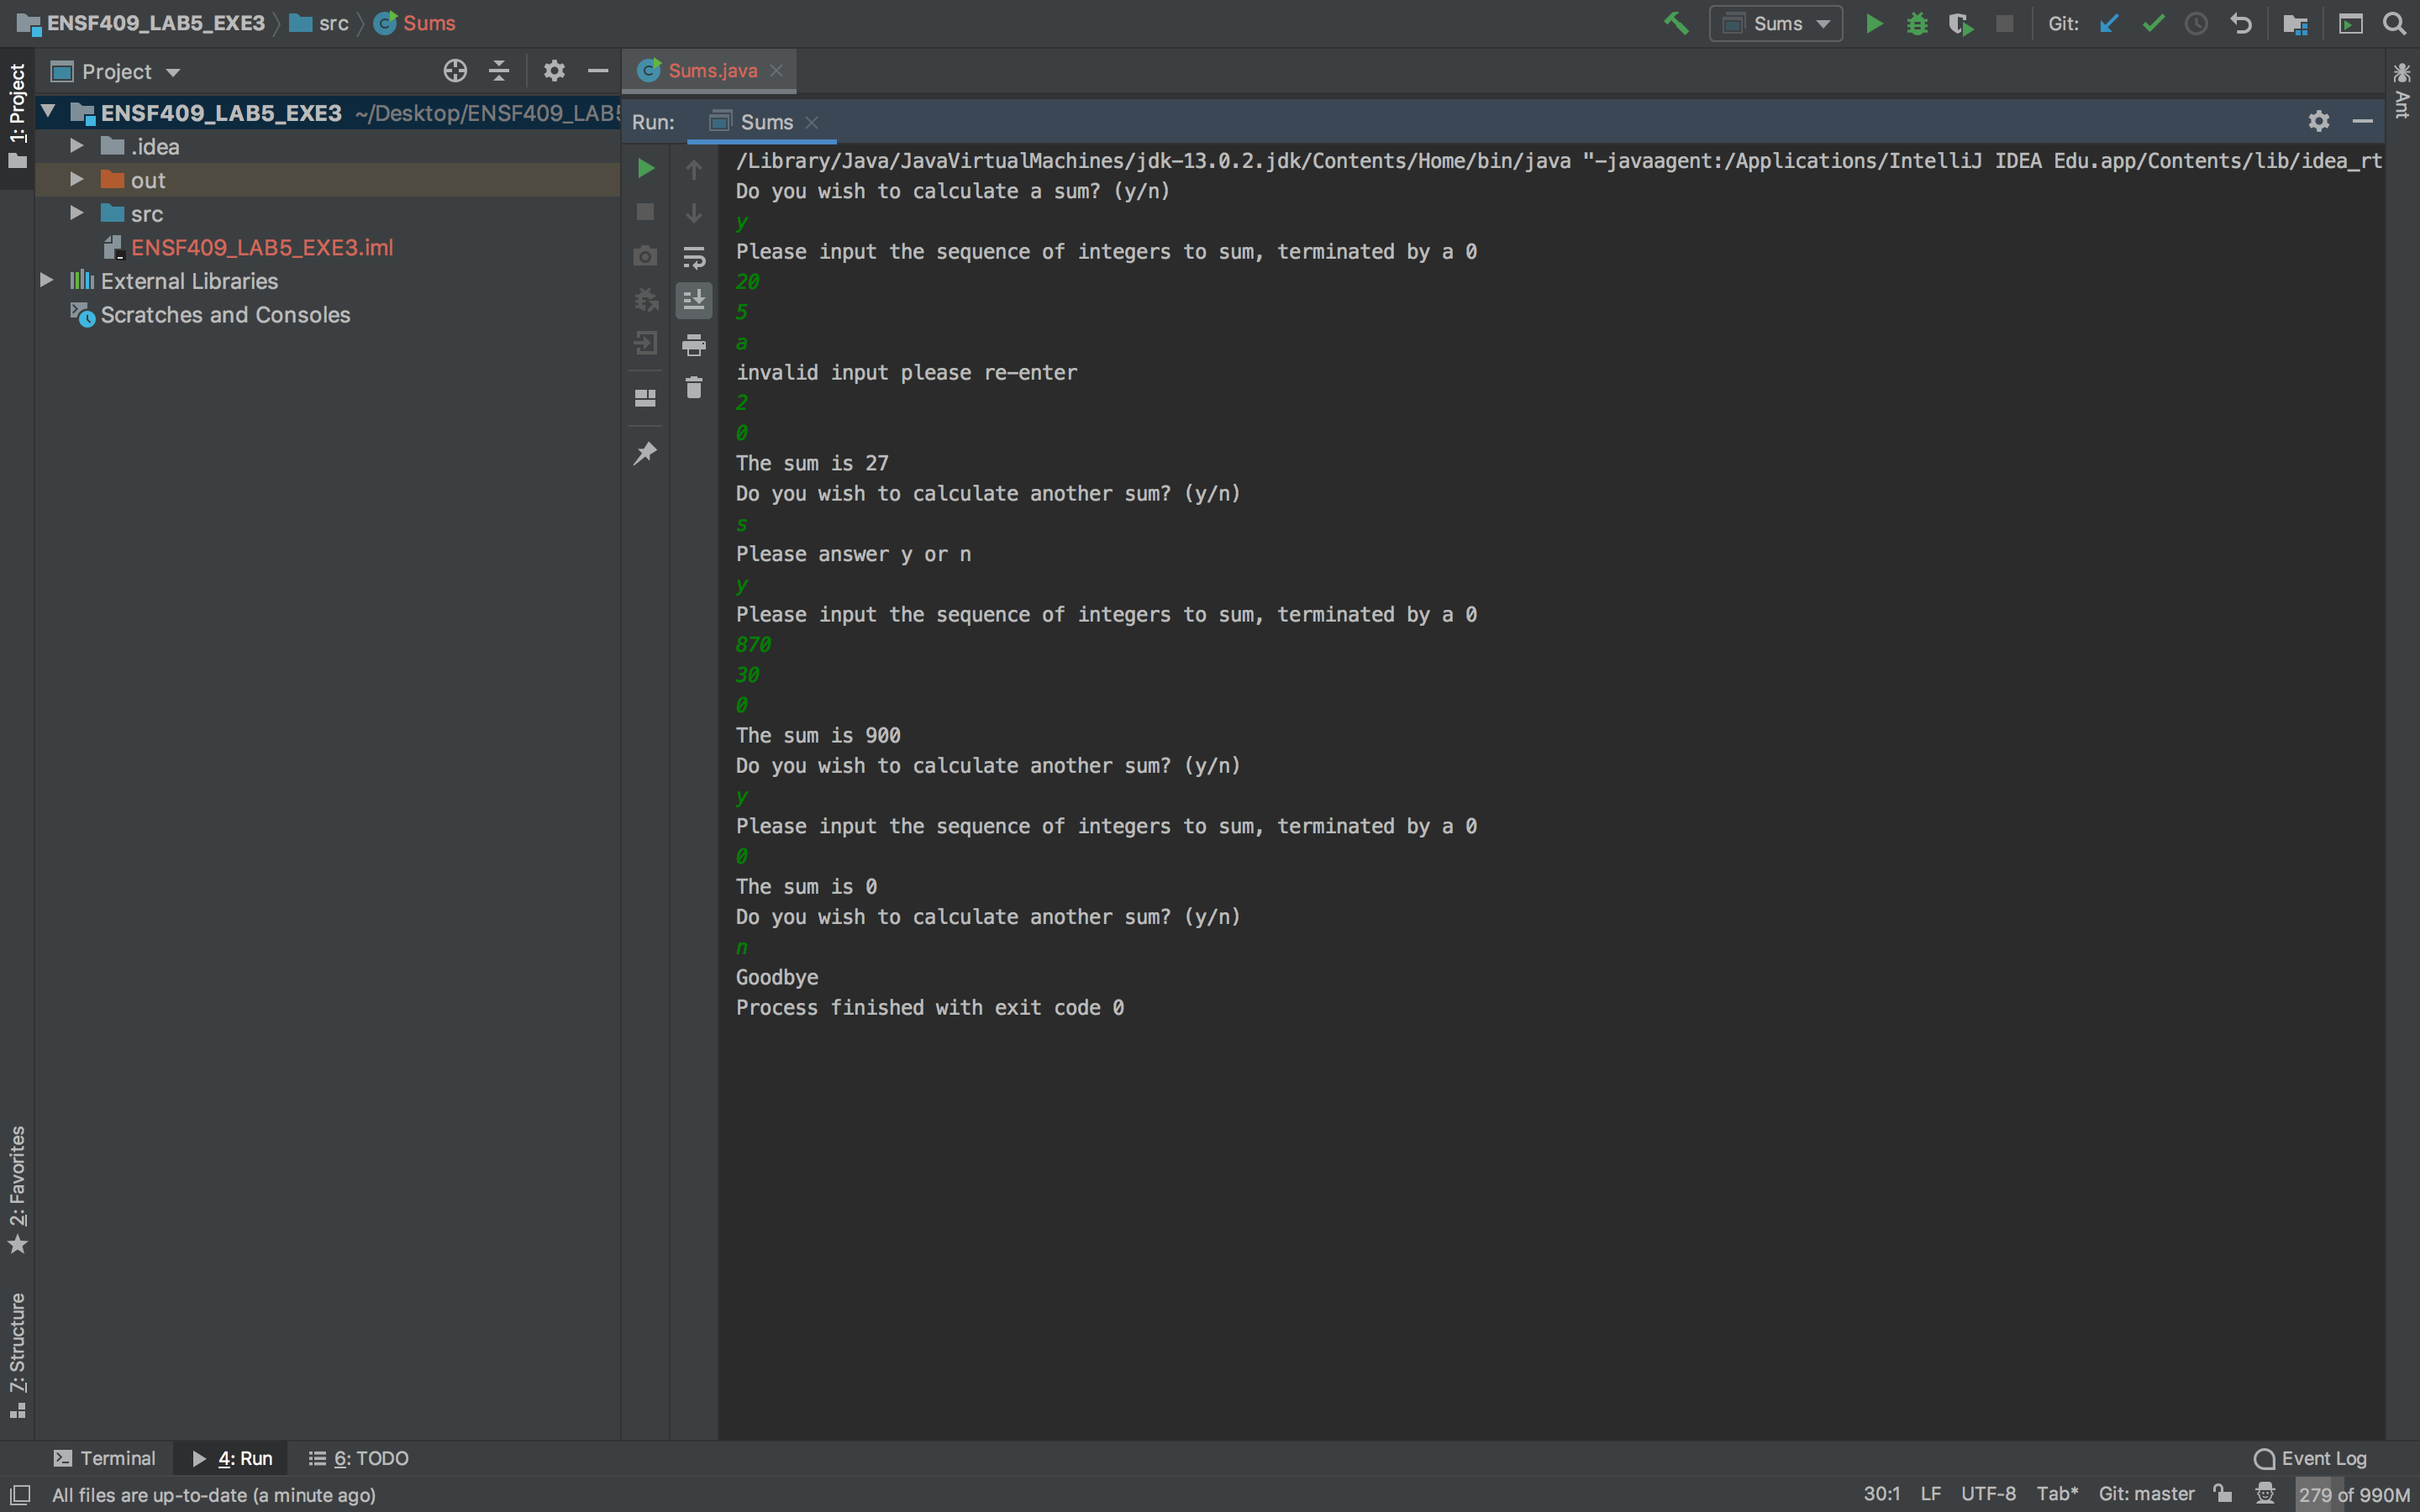 ENSF409_LAB5_EXE3 src Sums
Sums Git:
1: Project
Project
Sums.java
Ant
ENSF409_LAB5_EXE3 ~/Desktop/ENSF409_LAB5
.idea
out
src
ENSF409_LAB5_EXE3.iml
External Libraries
Scratches and Consoles
Run: Sums
/Library/Java/JavaVirtualMachines/jdk-13.0.2.jdk/Contents/Home/bin/java "-javaagent:/Applications/IntelliJ IDEA Edu.app/Contents/lib/idea_rt
Do you wish to calculate a sum? (y/n)
y
Please input the sequence of integers to sum, terminated by a 0
20
5
a
invalid input please re-enter
2
0
The sum is 27
Do you wish to calculate another sum? (y/n)
s
Please answer y or n
y
Please input the sequence of integers to sum, terminated by a 0
870
30
0
The sum is 900
Do you wish to calculate another sum? (y/n)
y
Please input the sequence of integers to sum, terminated by a 0
0
The sum is 0
Do you wish to calculate another sum? (y/n)
n
Goodbye
Process finished with exit code 0
2: Favorites
7: Structure
Terminal 4: Run 6: TODO Event Log
All files are up-to-date (a minute ago) 30:1 LF UTF-8 Tab* Git: master 279 of 990M